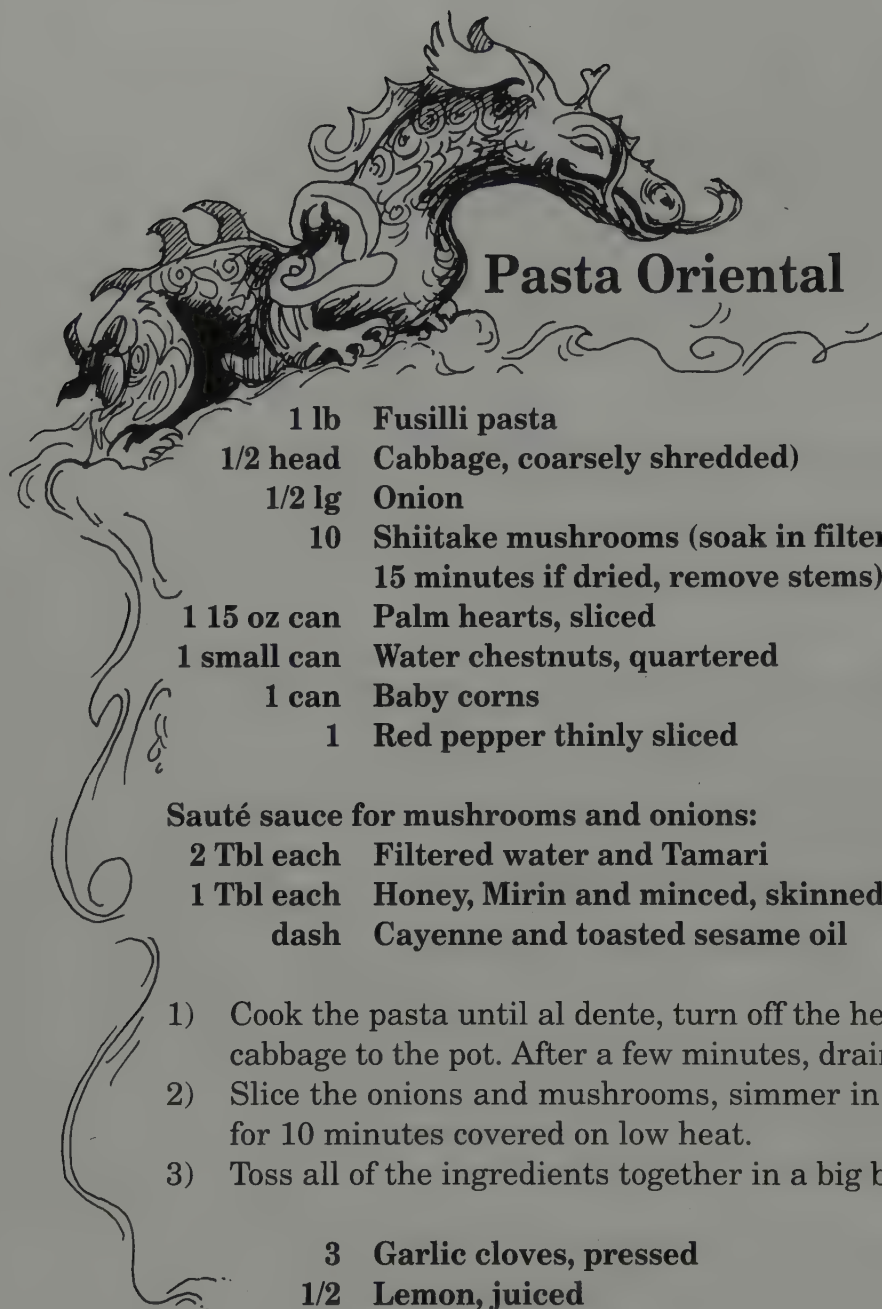 Pasta Oriental
1 lb Fusilli pasta
1/2 head Cabbage, coarsely shredded)
1/2 lg Onion
10 Shiitake mushrooms (soak in
15 minutes if dried, remove stems)
1 15 oz can Palm hearts, sliced
1 small can Water chestnuts, quartered
1 can Baby corns
1 Red pepper thinly sliced
Sauté sauce for mushrooms and onions:
2 Tbl each Filtered water and Tamari
1 Tbl each Honey, Mirin and minced, skinned
dash Cayenne and toasted sesame oil
1) Cook the pasta until al dente, turn off the
cabbage to the pot. After a few minutes,
2) Slice the onions and mushrooms, simmer in
for 10 minutes covered on low heat.
3) Toss all of the ingredients together in a big
3 Garlic cloves, pressed
1/2 Lemon, juiced